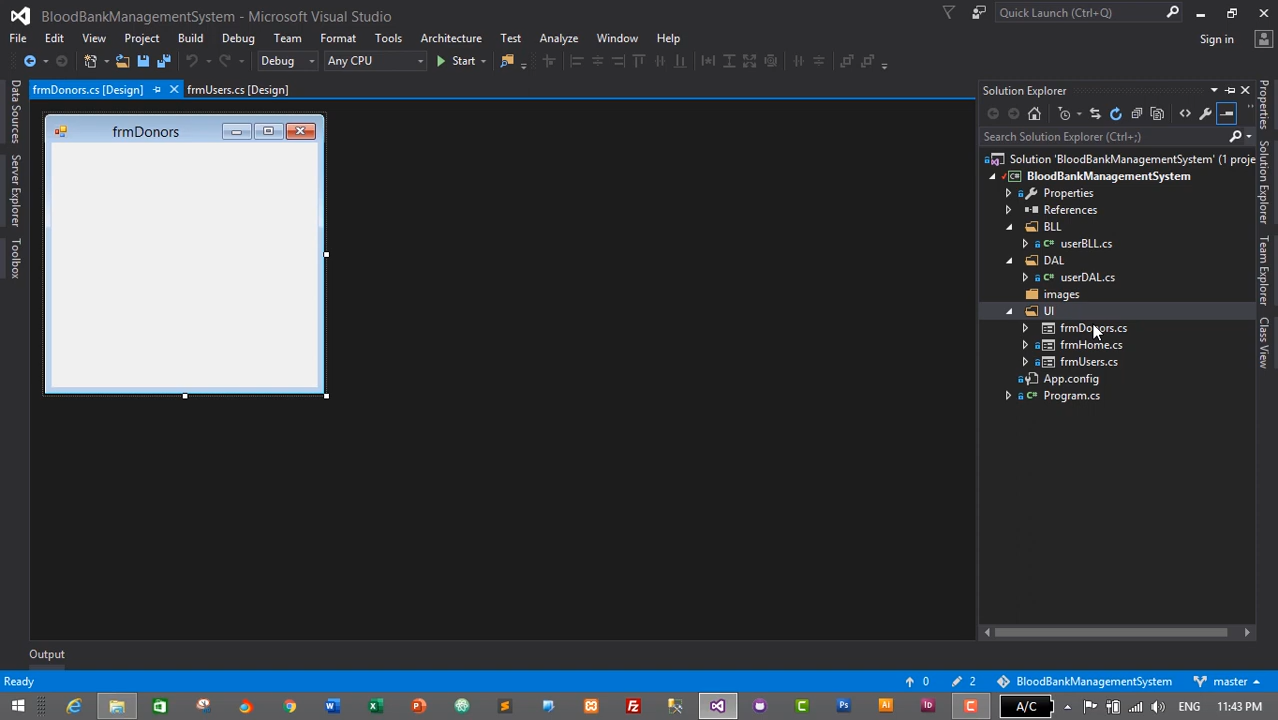 BloodBankManagementSystem - Microsoft Visual Studio
Quick Launch (Ctrl+Q)
File Edit View Project Build Debug Team Format Tools Architecture Test Analyze Window Help
Sign in
Debug
Any CPU
Start
frmDonors.cs [Design]
frmUsers.cs [Design]
Data Sources
Server Explorer
Toolbox
frmDonors
Solution Explorer
Search Solution Explorer (Ctrl+;)
Solution 'BloodBankManagementSystem' (1 proje
BloodBankManagementSystem
Properties
References
BLL
userBLL.cs
DAL
userDAL.cs
images
UI
frmDonors.cs
frmHome.cs
frmUsers.cs
App.config
Program.cs
Properties
Solution Explorer
Team Explorer
Class View
Output
Ready
0
2
BloodBankManagementSystem
master
A/C
ENG
11:43 PM